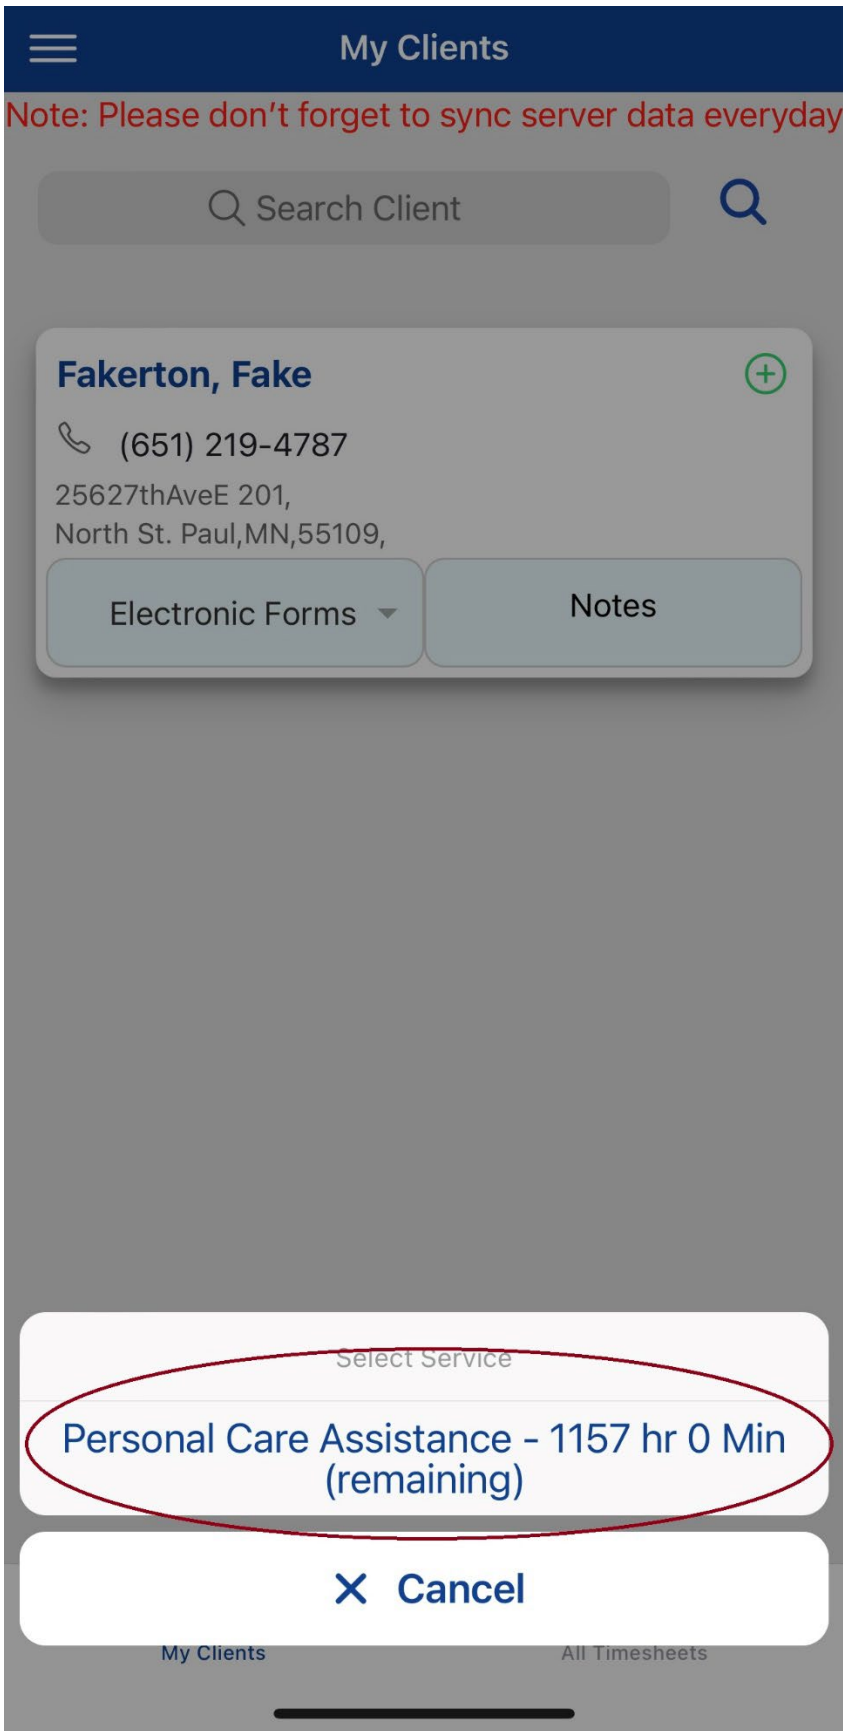 My Clients
Note: Please don't forget to sync server data everyday
Search Client
Fakerton, Fake
(651) 219-4787
25627thAveE 201,
North St. Paul,MN,55109,
Electronic Forms
Notes
Select Service
Personal Care Assistance - 1157 hr 0 Min
(remaining)
Cancel
My Clients
All Timesheets